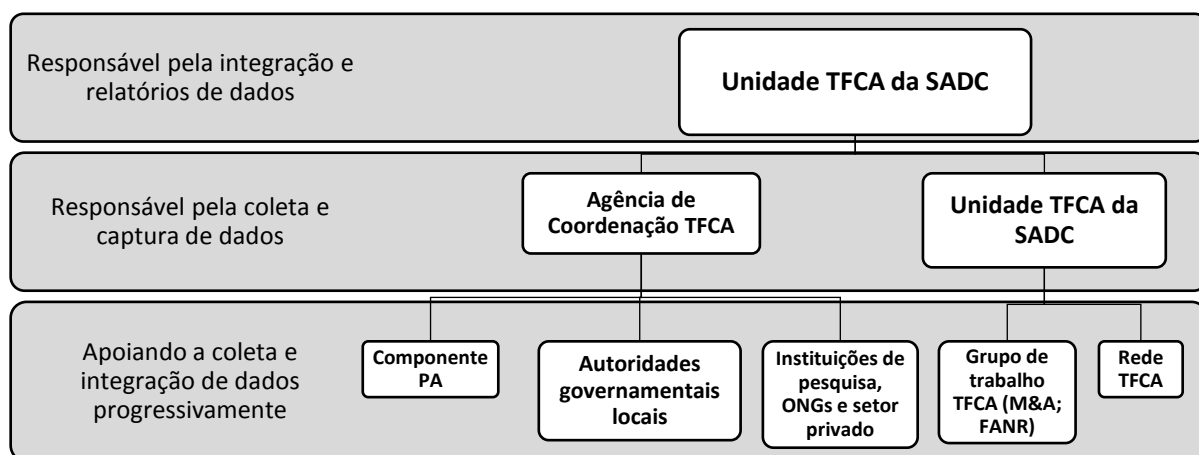 Responsável pela integração e
relatórios de dados
Unidade TFCA da SADC
Responsável pela coleta e
captura de dados
Agência de
Coordenação TFCA
Unidade TFCA da
SADC
Apoiando a coleta e
integração de dados
progressivamente
Componente
PA
Autoridades
governamentais
locais
Instituições de
pesquisa,
ONGs e setor
privado
Grupo de
trabalho
TFCA (M&A;
FANR)
Rede
TFCA